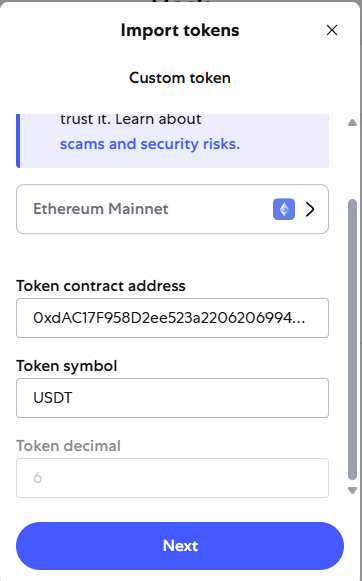 Import tokens
Custom token
trust it. Learn about
scams and security risks.
Ethereum Mainnet
Token contract address
0xdAC17F958D2ee523a2206206994...
Token symbol
USDT
Token decimal
6
Next